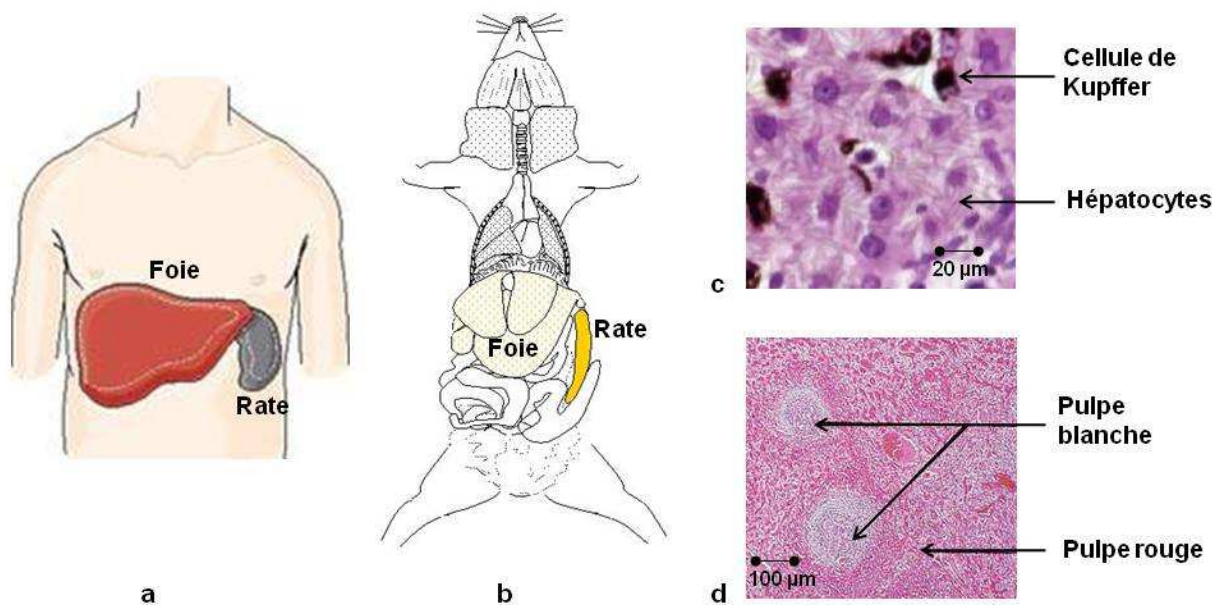 Foie
Rate
a
Foie
Rate
b
c
Cellule de
Kupffer
Hépatocytes
20 µm
d
Pulpe
blanche
Pulpe rouge
100 µm